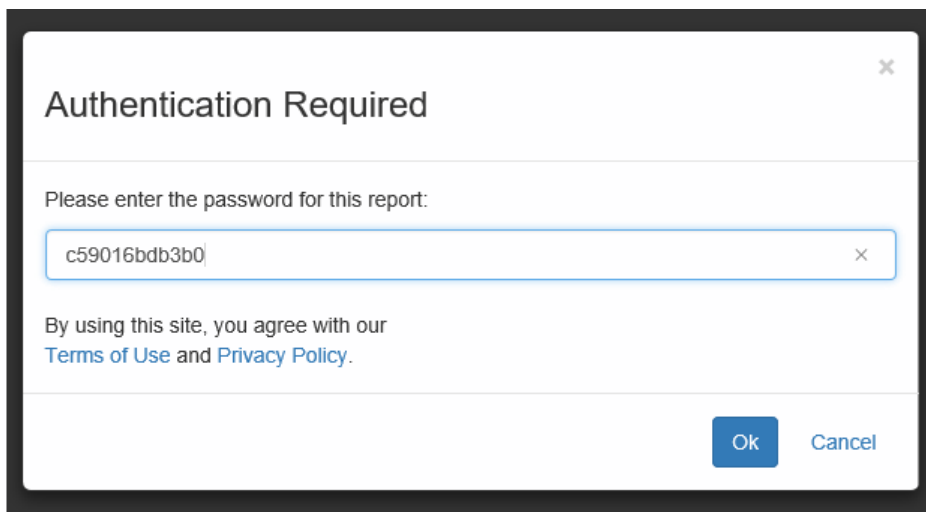 Authentication Required
Please enter the password for this report:
c59016bdb3b0
By using this site, you agree with our
Terms of Use and Privacy Policy.
Ok Cancel